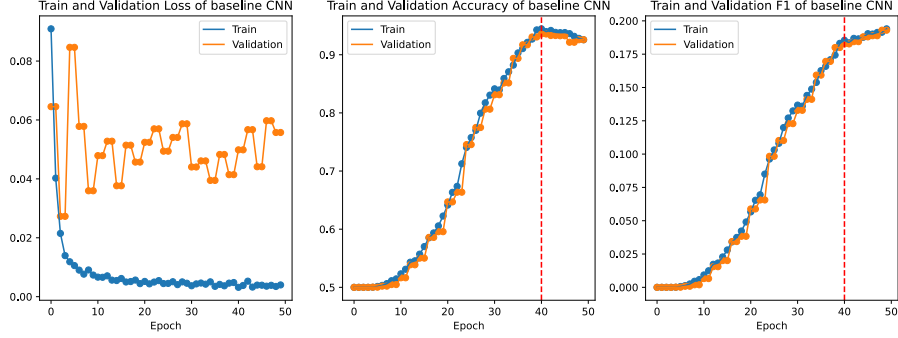 Train and Validation Loss of baseline CNN
Train
Validation
0.08
0.06
0.04
0.02
0.00
0 10 20 30 40 50
Epoch
Train and Validation Accuracy of baseline CNN
Train
Validation
0.9
0.8
0.7
0.6
0.5
0 10 20 30 40 50
Epoch
Train and Validation F1 of baseline CNN
Train
Validation
0.200
0.175
0.150
0.125
0.100
0.075
0.050
0.025
0.000
0 10 20 30 40 50
Epoch